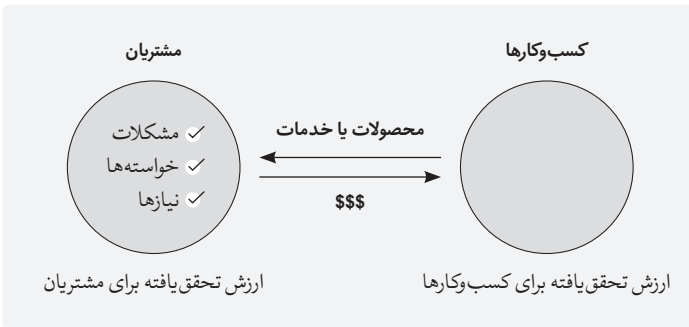 کسب‌وکارها
مشتریان
محصولات یا خدمات
$$$
مشکلات
خواسته‌ها
نیازها
ارزش تحقق‌یافته برای کسب‌وکارها
ارزش تحقق‌یافته برای مشتریان